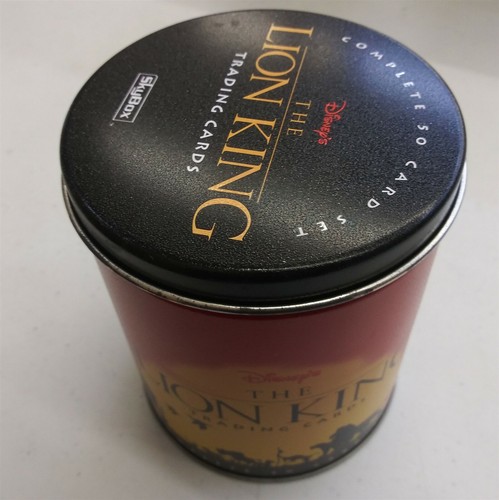 COMPLETE 50 CARD SET
Disney's
THE
LION KING
TRADING CARDS
SKYBOX
Disney's
THE
LION KING
TRADING CARDS